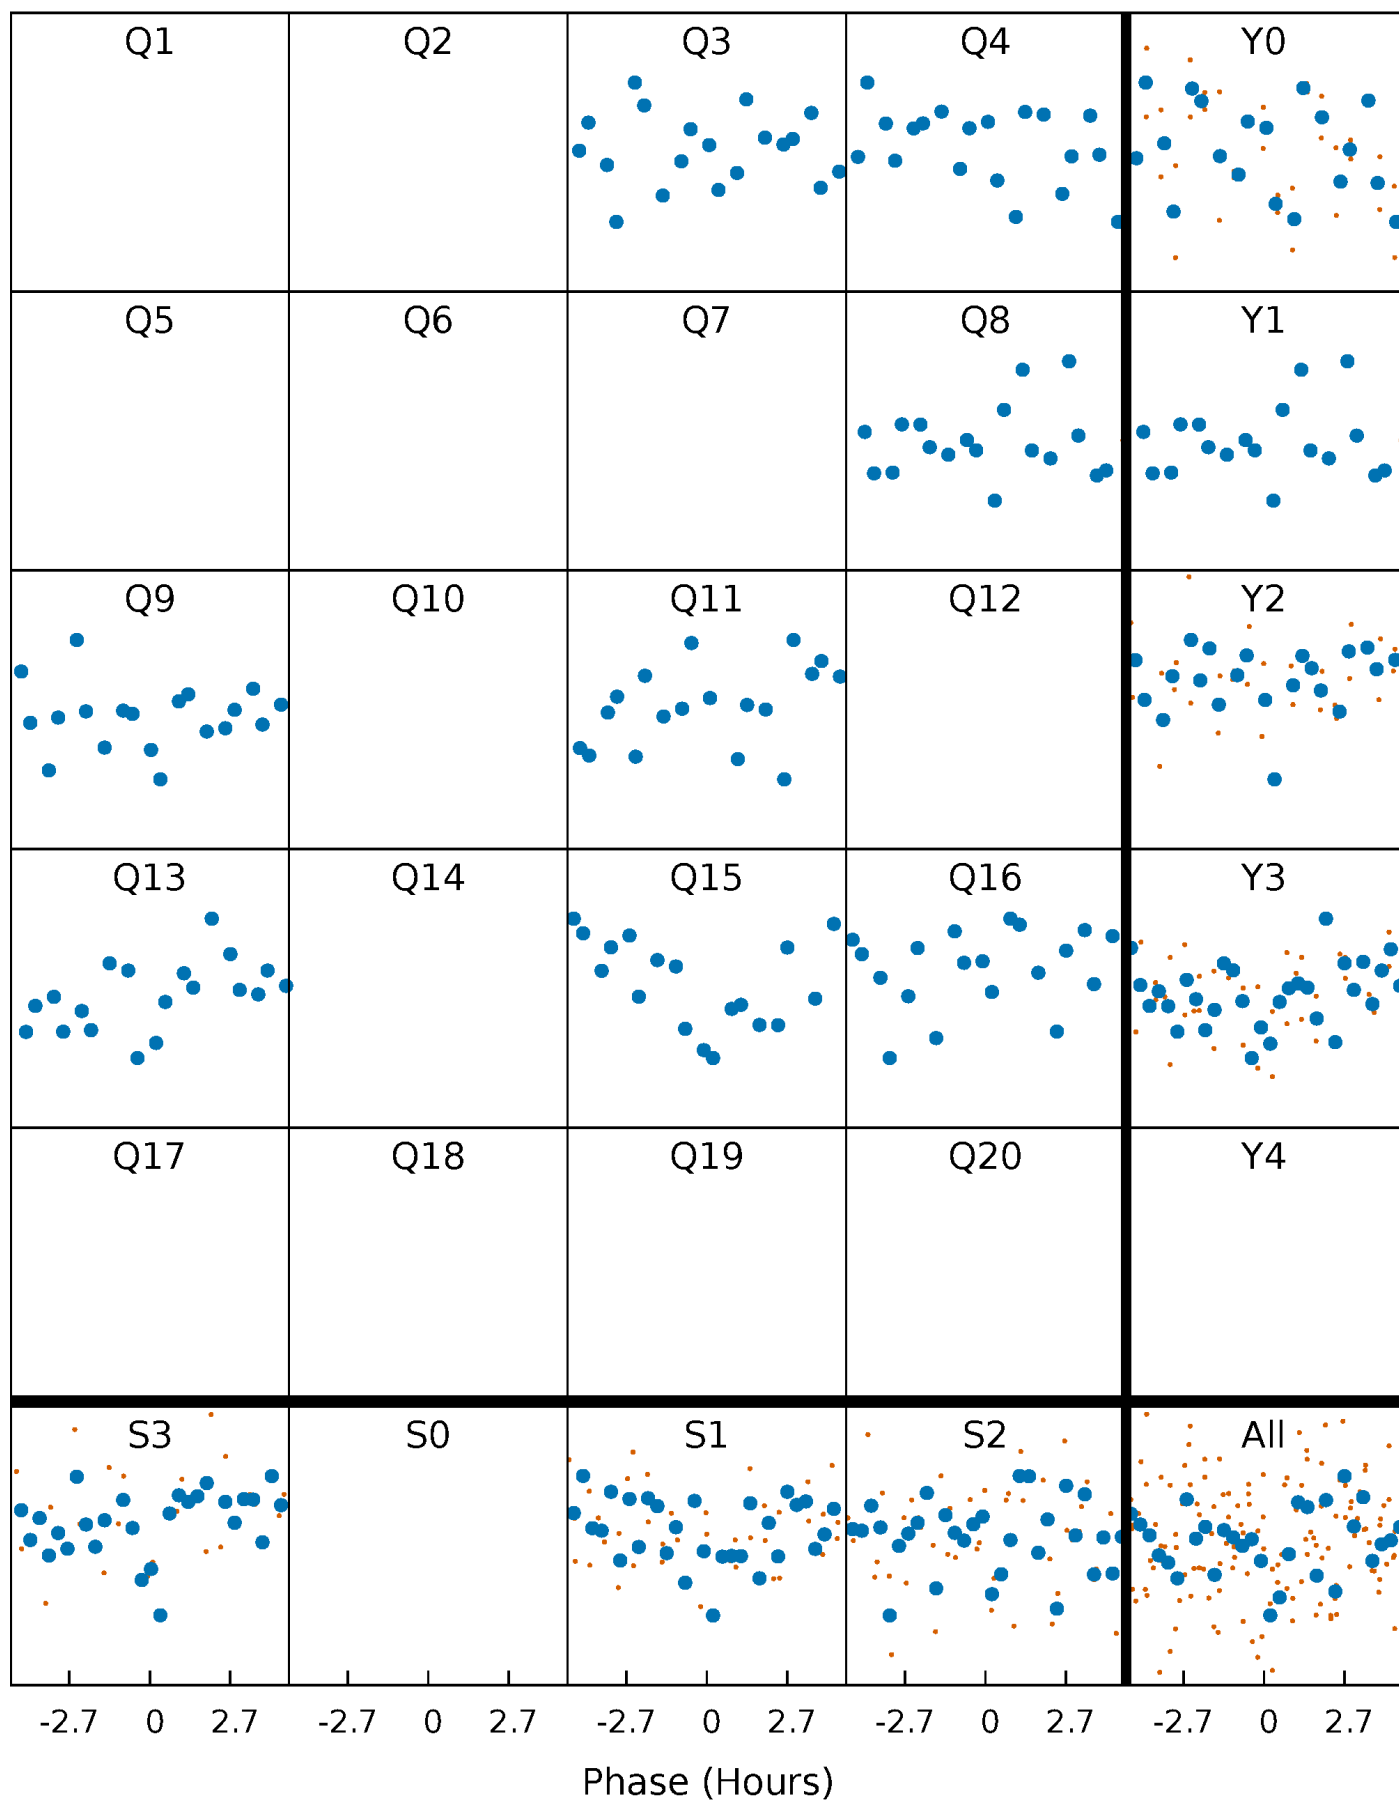 Q1 Q2 Q3 Q4 Y0
Q5 Q6 Q7 Q8 Y1
Q9 Q10 Q11 Q12 Y2
Q13 Q14 Q15 Q16 Y3
Q17 Q18 Q19 Q20 Y4
S3 S0 S1 S2 All
-2.7 0 2.7 -2.7 0 2.7 -2.7 0 2.7 -2.7 0 2.7 -2.7 0 2.7
Phase (Hours)